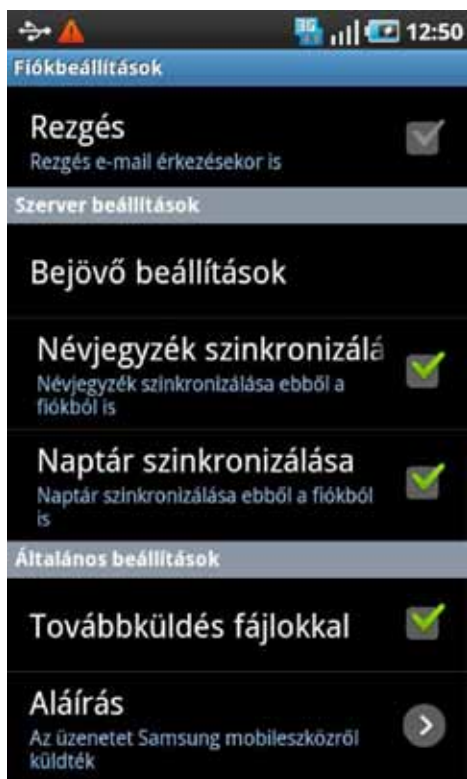 3G 12:50
Fiókbeállítások
Rezgés
Rezgés e-mail érkezésekor is
Szerver beállítások
Bejövő beállítások
Névjegyzék szinkronizálá
Névjegyzék szinkronizálása ebből a
fiókból is
Naptár szinkronizálása
Naptár szinkronizálása ebből a fiókból
is
Általános beállítások
Továbbküldés fájlokkal
Aláírás
Az üzenetet Samsung mobileszközről
küldték